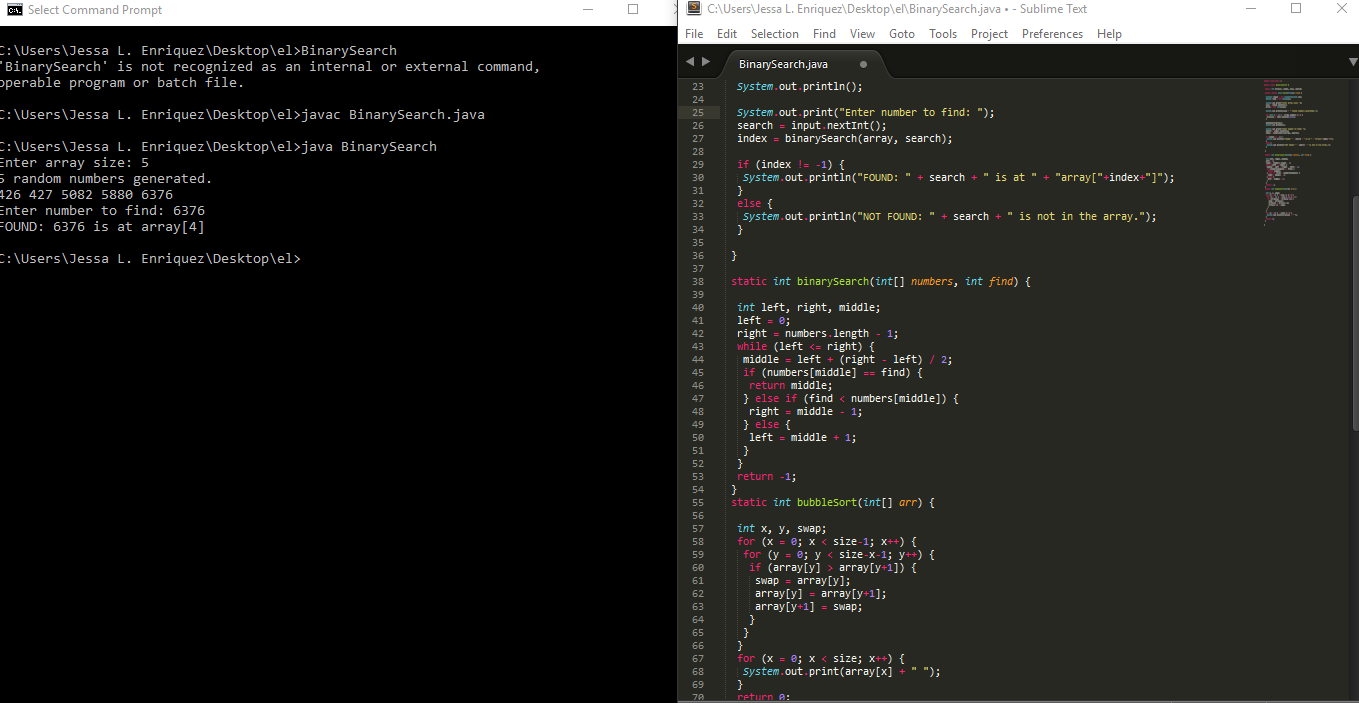 Select Command Prompt
C:\Users\Jessa L. Enriquez\Desktop\el>BinarySearch
'BinarySearch' is not recognized as an internal or external command,
operable program or batch file.
C:\Users\Jessa L. Enriquez\Desktop\el>javac BinarySearch.java
C:\Users\Jessa L. Enriquez\Desktop\el>java BinarySearch
Enter array size: 5
5 random numbers generated.
426 427 5082 5880 6376
Enter number to find: 6376
FOUND: 6376 is at array[4]
C:\Users\Jessa L. Enriquez\Desktop\el>
C:\Users\Jessa L. Enriquez\Desktop\el\BinarySearch.java • - Sublime Text
File Edit Selection Find View Goto Tools Project Preferences Help
BinarySearch.java
23 System.out.println();
24
25 System.out.print("Enter number to find: ");
26 search = input.nextInt();
27 index = binarySearch(array, search);
28
29 if (index != -1) {
30 System.out.println("FOUND: " + search + " is at " + "array["+index+"]");
31 }
32 else {
33 System.out.println("NOT FOUND: " + search + " is not in the array.");
34 }
35
36 }
37
38 static int binarySearch(int[] numbers, int find) {
39
40 int left, right, middle;
41 left = 0;
42 right = numbers.length - 1;
43 while (left <= right) {
44 middle = left + (right - left) / 2;
45 if (numbers[middle] == find) {
46 return middle;
47 } else if (find < numbers[middle]) {
48 right = middle - 1;
49 } else {
50 left = middle + 1;
51 }
52 }
53 return -1;
54 }
55 static int bubbleSort(int[] arr) {
56
57 int x, y, swap;
58 for (x = 0; x < size-1; x++) {
59 for (y = 0; y < size-x-1; y++) {
60 if (array[y] > array[y+1]) {
61 swap = array[y];
62 array[y] = array[y+1];
63 array[y+1] = swap;
64 }
65 }
66 }
67 for (x = 0; x < size; x++) {
68 System.out.print(array[x] + " ");
69 }
70 return 0;